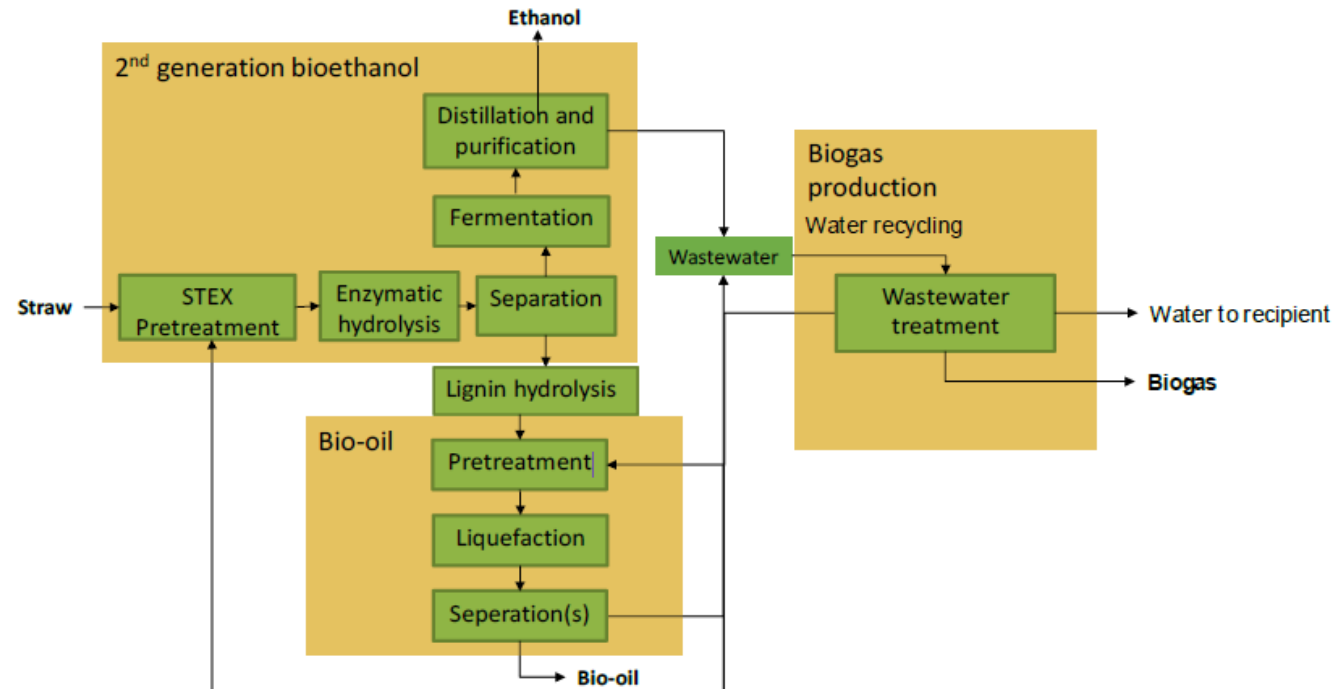 Ethanol
2nd generation bioethanol
Distillation and
purification
Biogas
production
Fermentation
Water recycling
Wastewater
Straw
STEX
Pretreatment
Enzymatic
hydrolysis
Separation
Wastewater
treatment
Water to recipient
Biogas
Lignin hydrolysis
Bio-oil
Pretreatment
Liquefaction
Seperation(s)
Bio-oil